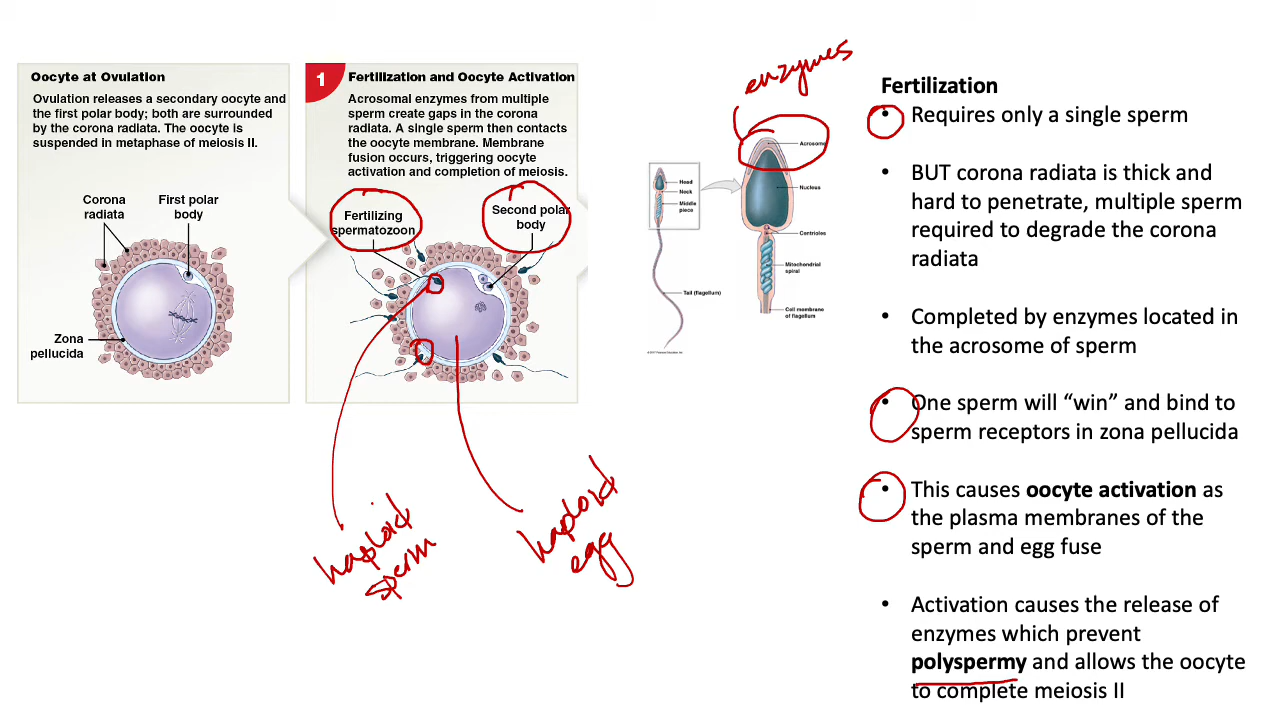 Oocyte at Ovulation
Ovulation releases a secondary oocyte and
the first polar body; both are surrounded
by the corona radiata. The oocyte is
suspended in metaphase of meiosis II.
Corona
radiata
First polar
body
Zona
pellucida
1
Fertilization and Oocyte Activation
Acrosomal enzymes from multiple
sperm create gaps in the corona
radiata. A single sperm then contacts
the oocyte membrane. Membrane
fusion occurs, triggering oocyte
activation and completion of meiosis.
Fertilizing
spermatozoon
Second polar
body
haploid
sperm
haploid
egg
enzymes
Head
Neck
Middle
piece
Tail (flagellum)
Acrosome
Nucleus
Centrioles
Mitochondrial
spiral
Cell membrane
of flagellum
Fertilization
• Requires only a single sperm
• BUT corona radiata is thick and
hard to penetrate, multiple sperm
required to degrade the corona
radiata
• Completed by enzymes located in
the acrosome of sperm
• One sperm will “win” and bind to
sperm receptors in zona pellucida
• This causes oocyte activation as
the plasma membranes of the
sperm and egg fuse
• Activation causes the release of
enzymes which prevent
polyspermy and allows the oocyte
to complete meiosis II